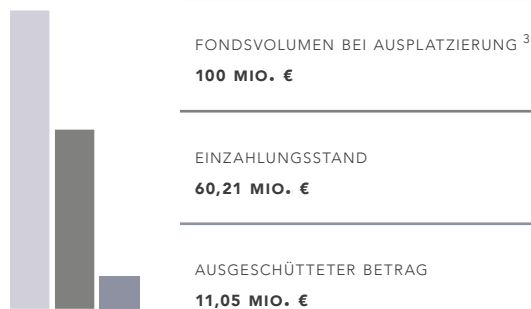 FONDSVOLUMEN BEI AUSPLATZIERUNG ³
100 MIO. €
EINZAHLUNGSSTAND
60,21 MIO. €
AUSGESCHÜTTETER BETRAG
11,05 MIO. €